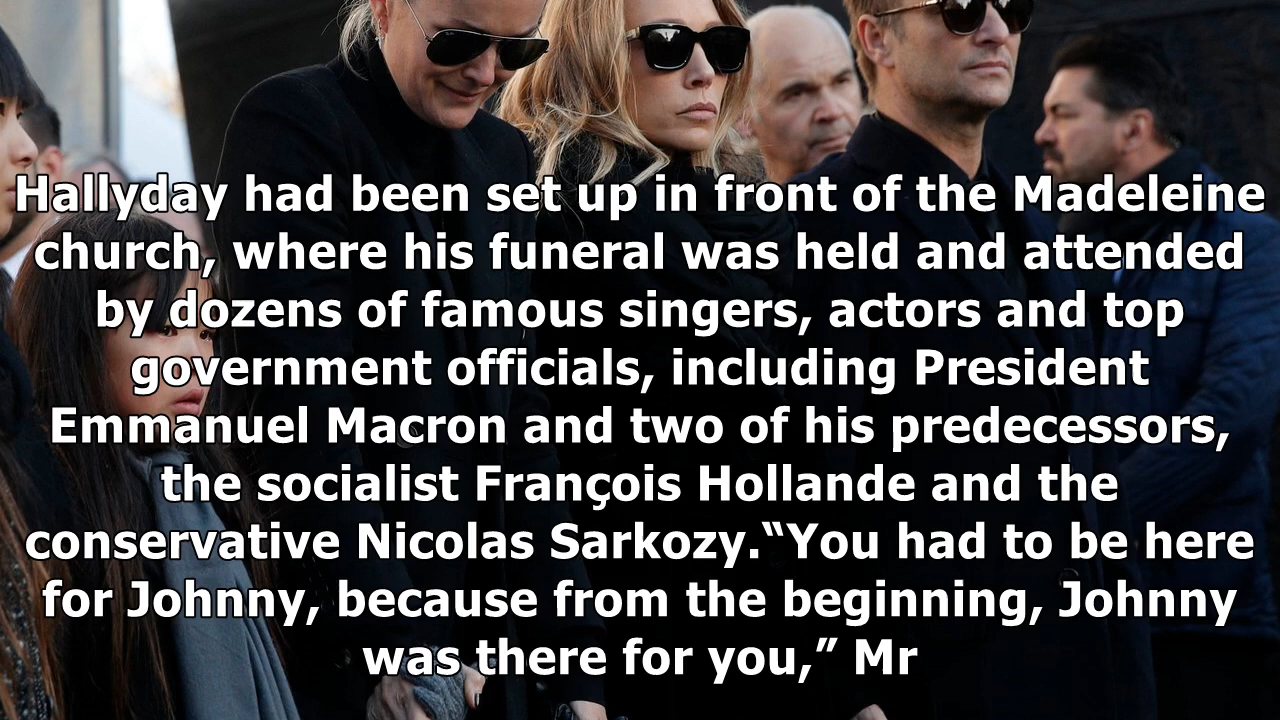 Hallyday had been set up in front of the Madeleine
church, where his funeral was held and attended
by dozens of famous singers, actors and top
government officials, including President
Emmanuel Macron and two of his predecessors,
the socialist François Hollande and the
conservative Nicolas Sarkozy.“You had to be here
for Johnny, because from the beginning, Johnny
was there for you,” Mr